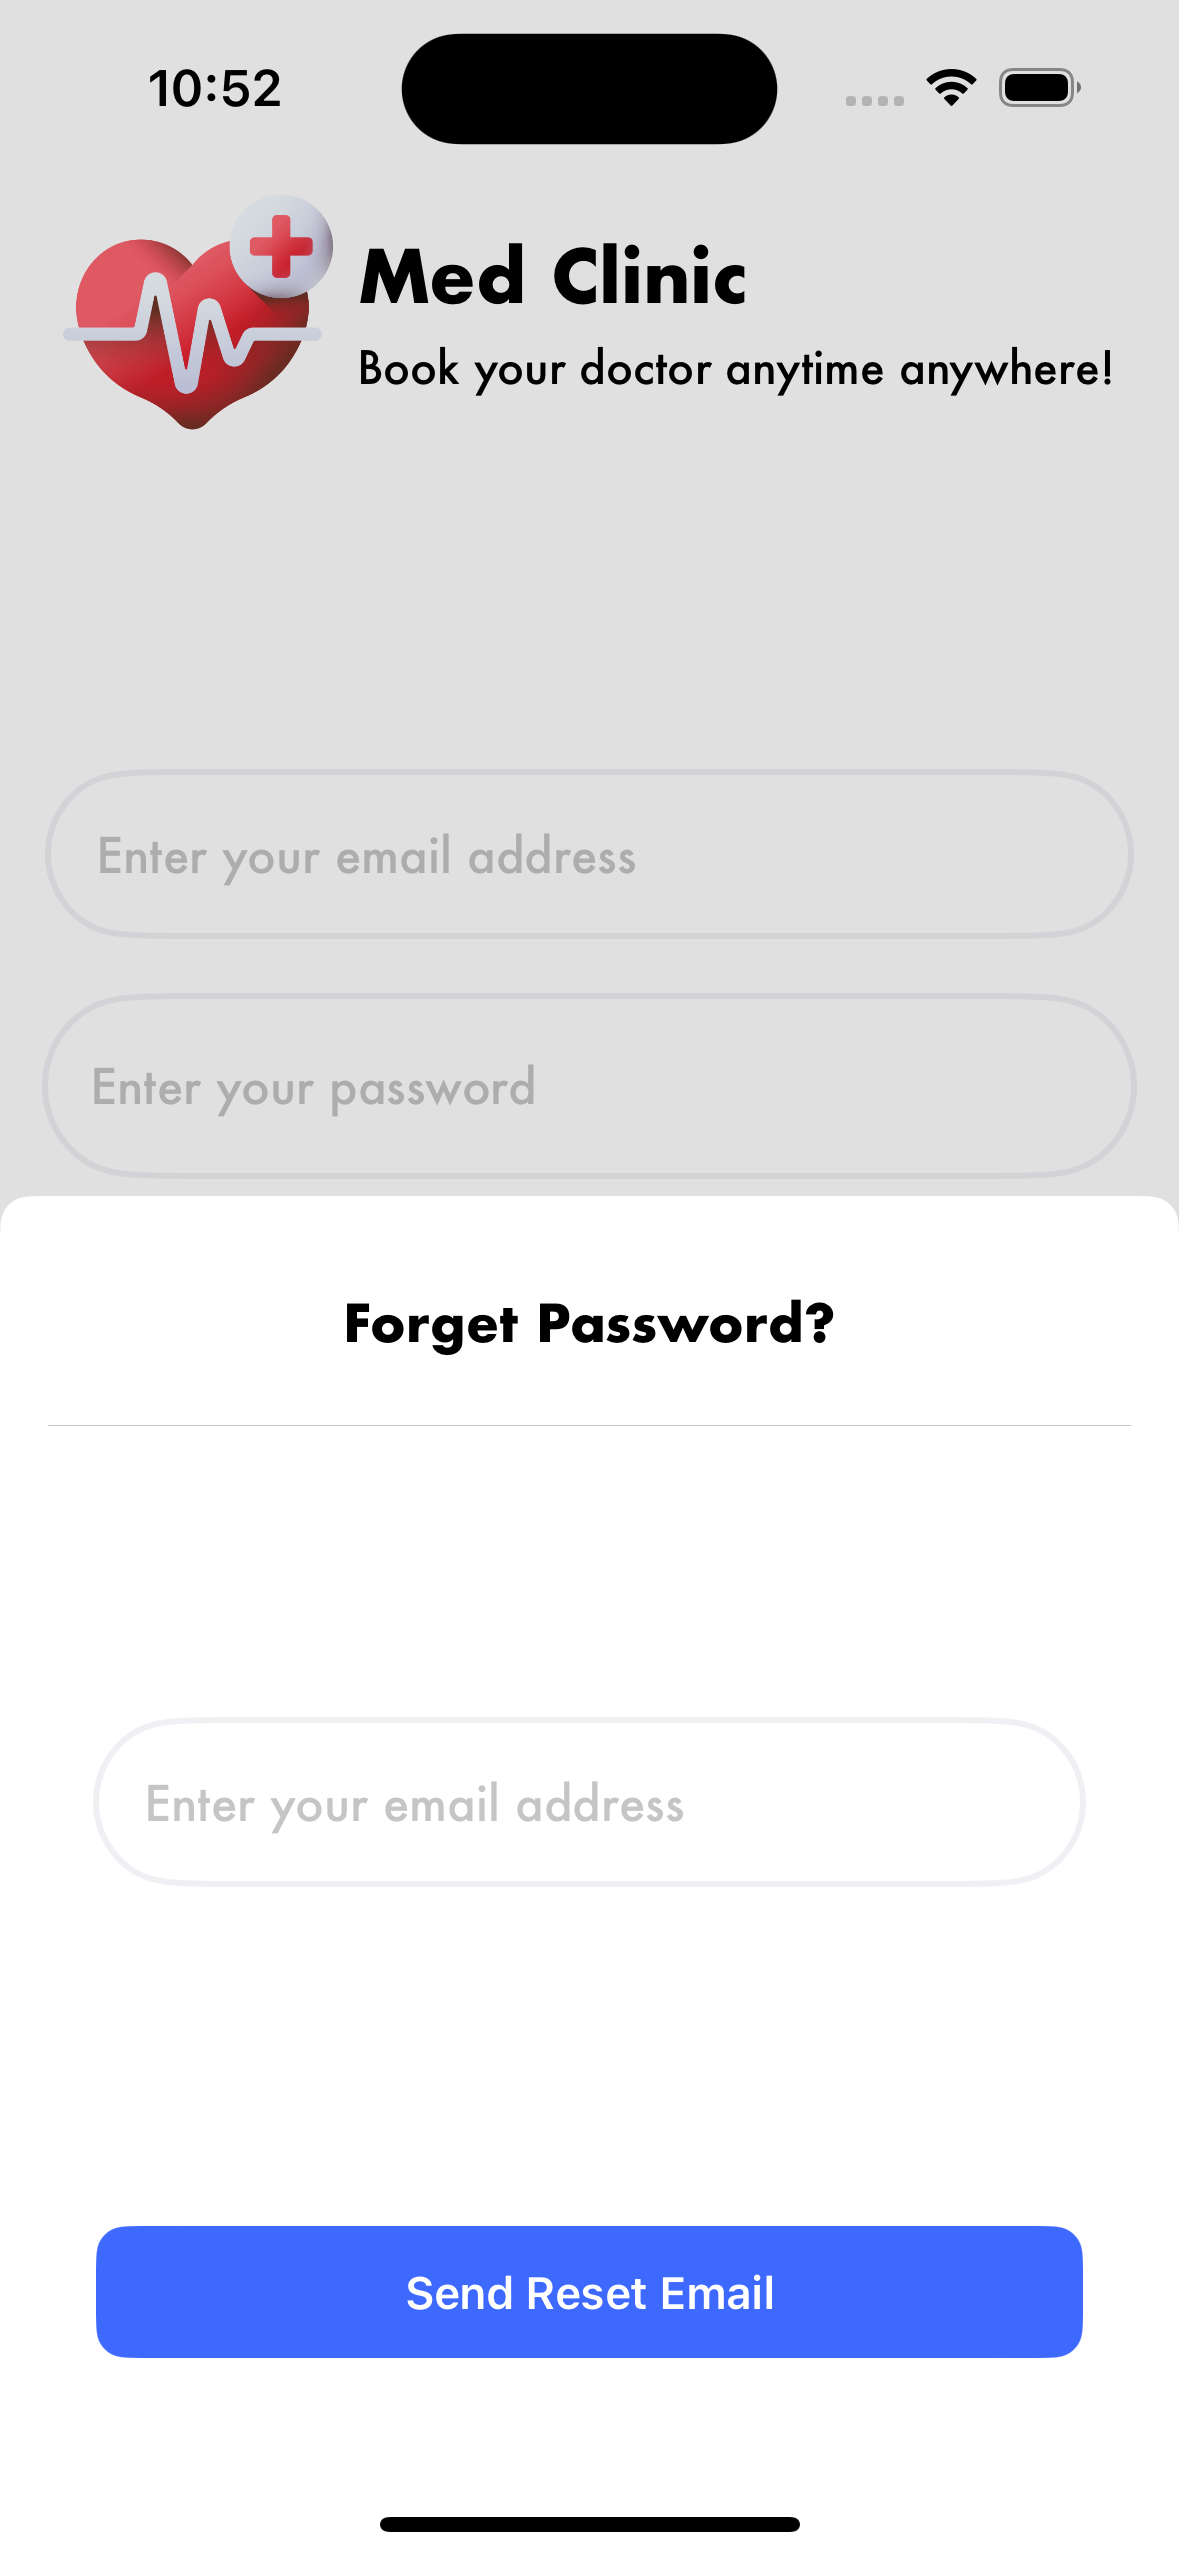 10:52
Med Clinic
Book your doctor anytime anywhere!
Enter your email address
Enter your password
Forget Password?
Enter your email address
Send Reset Email